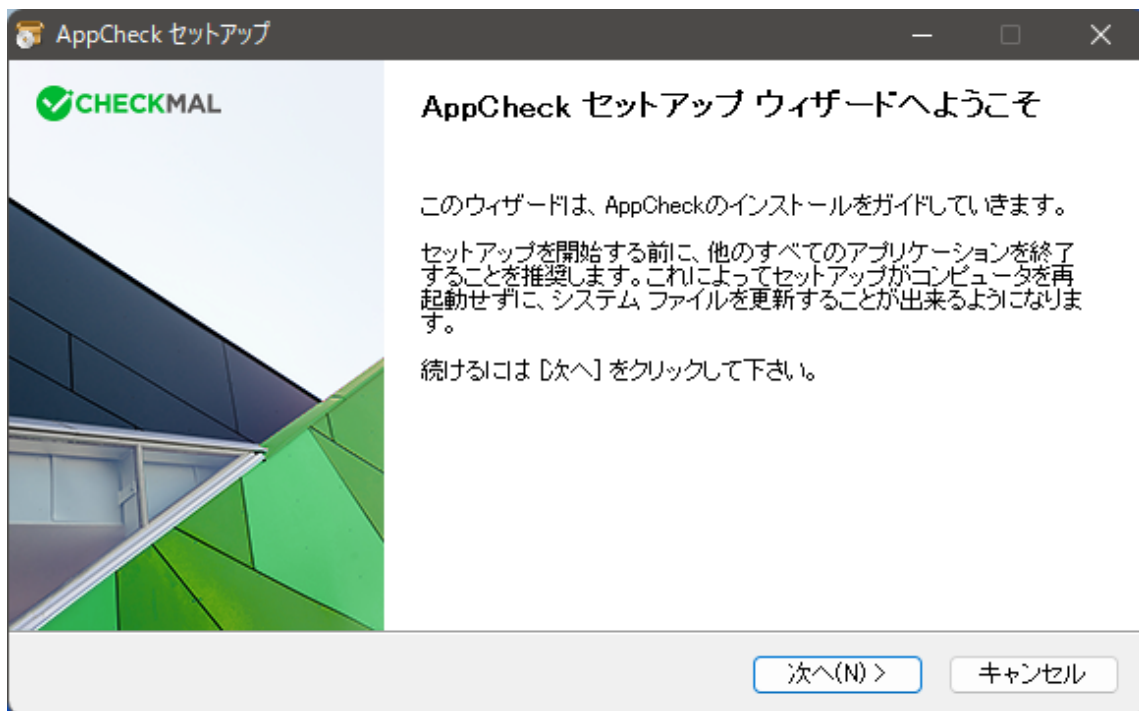 AppCheck セットアップ
CHECKMAL
AppCheck セットアップ ウィザードへようこそ
このウィザードは、AppCheckのインストールをガイドしていきます。
セットアップを開始する前に、他のすべてのアプリケーションを終了
することを推奨します。これによってセットアップがコンピュータを再
起動せずに、システム ファイルを更新することが出来るようになりま
す。
続けるには [次へ] をクリックして下さい。
次へ(N) >
キャンセル